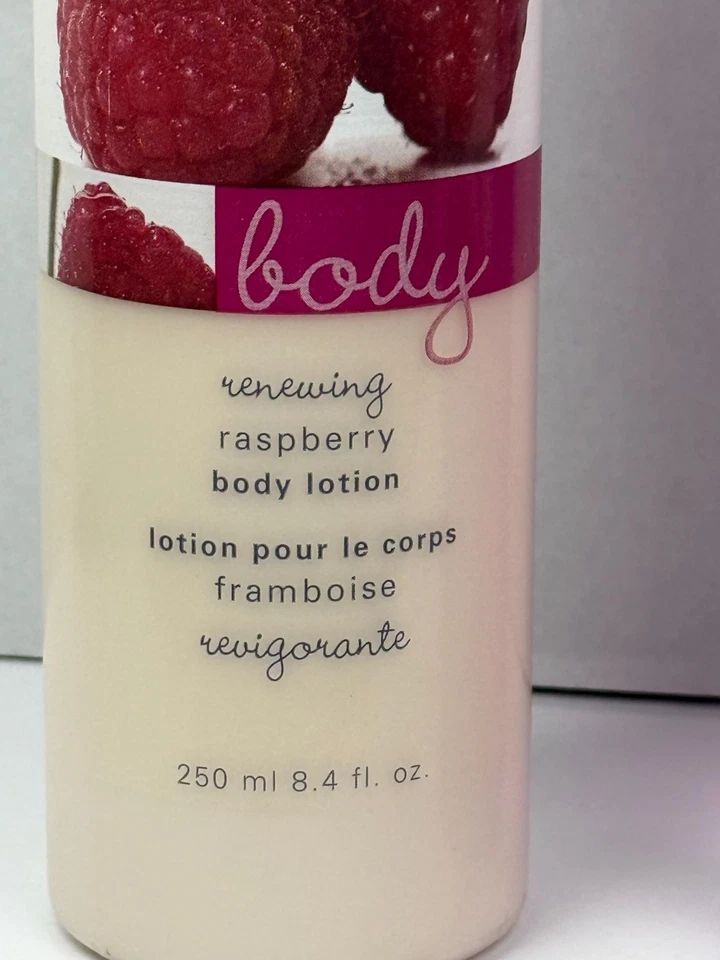 body
renewing
raspberry
body lotion
lotion pour le corps
framboise
revigorante
250 ml 8.4 fl. oz.